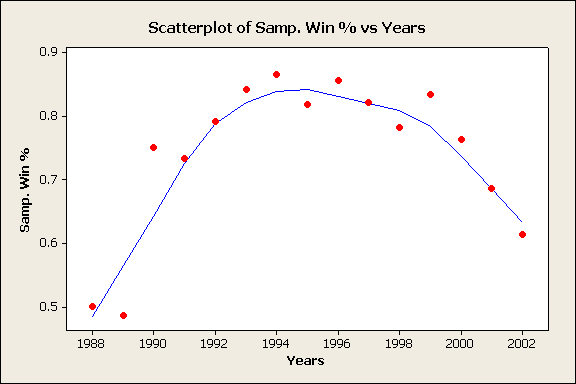 Scatterplot of Samp. Win % vs Years
0.9
0.8
0.7
0.6
0.5
Samp. Win %
1988 1990 1992 1994 1996 1998 2000 2002
Years